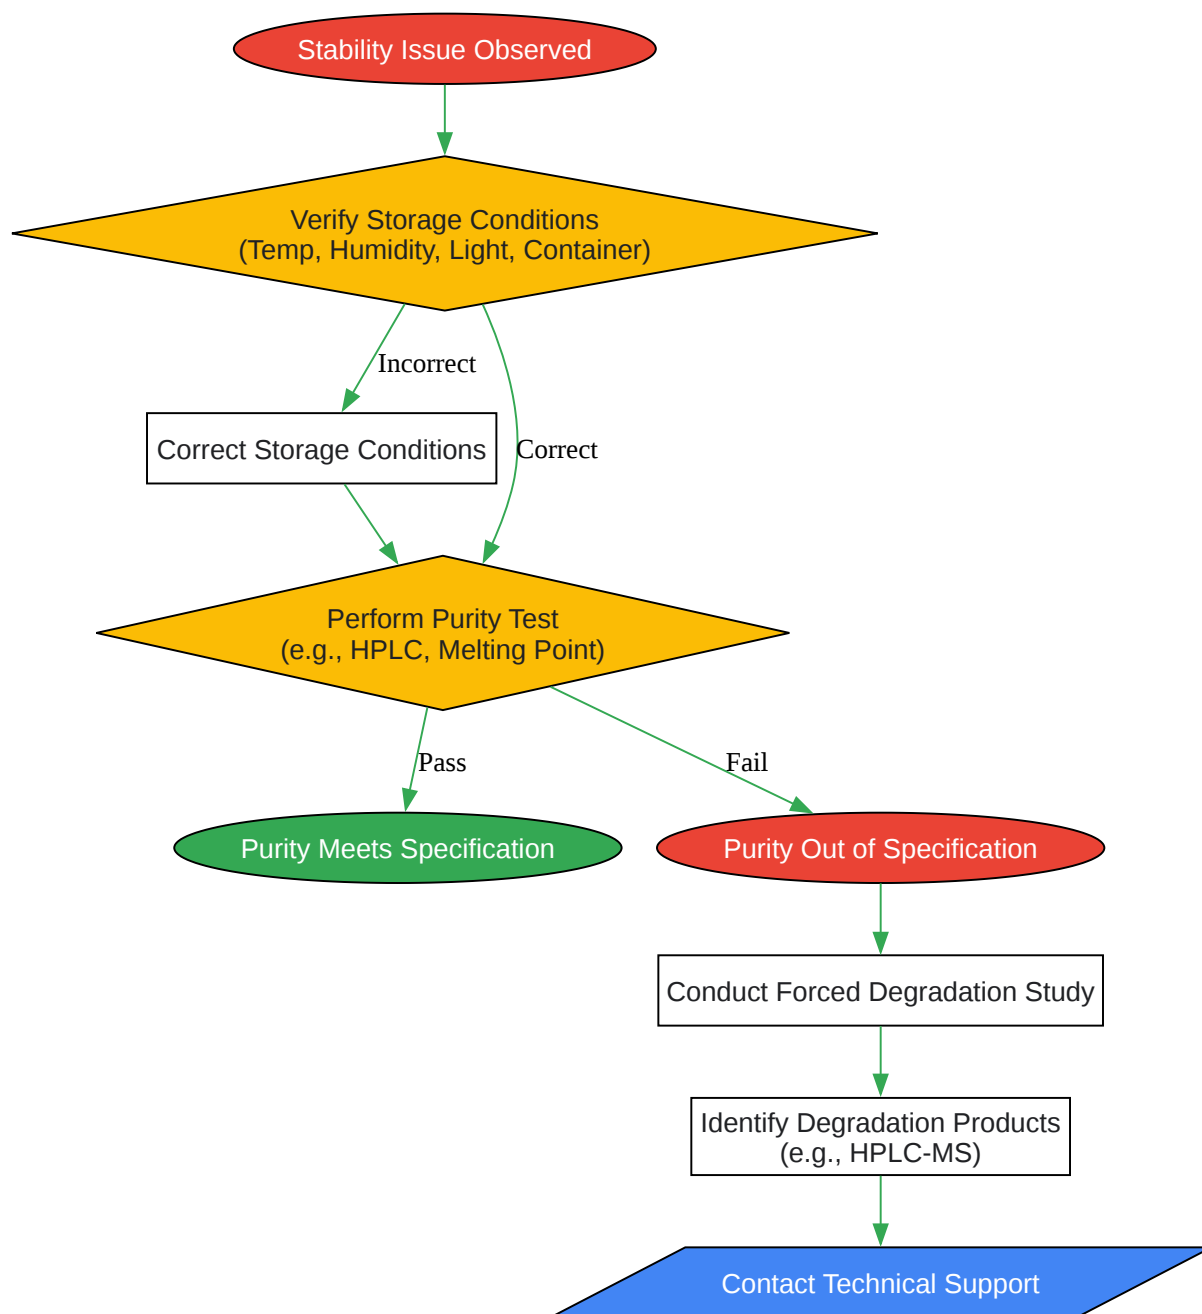 Stability Issue Observed
Verify Storage Conditions
(Temp, Humidity, Light, Container)
Incorrect
Correct Storage Conditions
Correct
Perform Purity Test
(e.g., HPLC, Melting Point)
Pass
Fail
Purity Meets Specification
Purity Out of Specification
Conduct Forced Degradation Study
Identify Degradation Products
(e.g., HPLC-MS)
Contact Technical Support